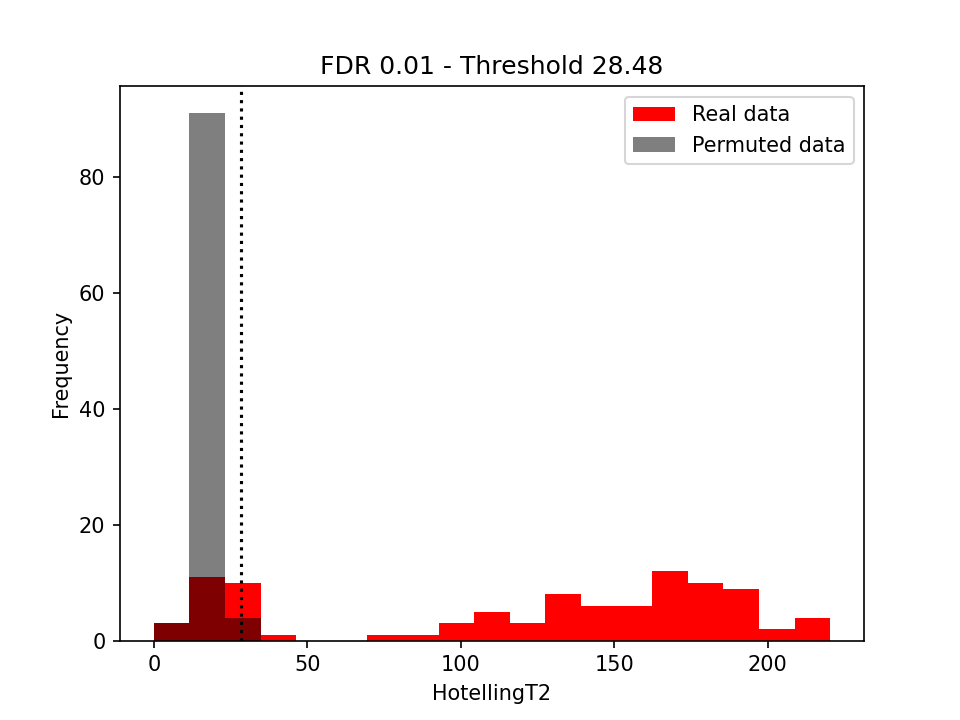 FDR 0.01 - Threshold 28.48
Real data
Permuted data
80
60
40
20
0
Frequency
0 50 100 150 200
HotellingT2